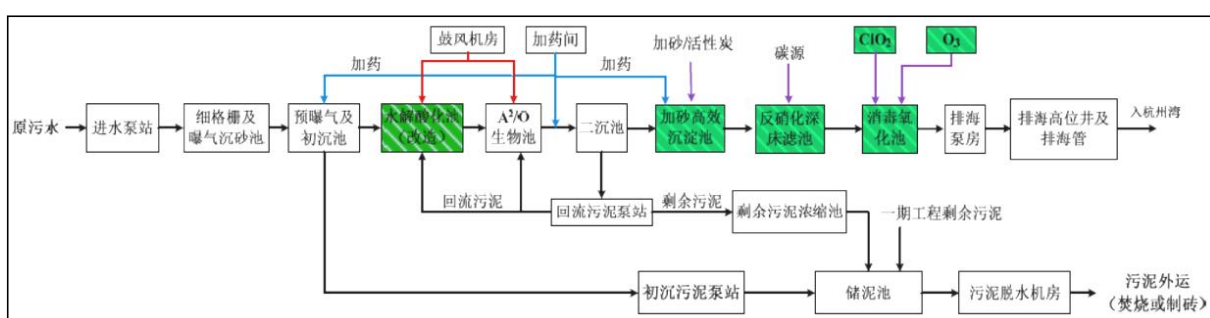 鼓风机房
加药间
加砂/活性炭
碳源
ClO₂
O₃
加药
加药
原污水
进水泵站
细格栅及
曝气沉砂池
预曝气及
初沉池
水解酸化池
（改造）
A²/O
生物池
二沉池
加砂高效
沉淀池
反硝化深
床滤池
消毒氧化池
排海
泵房
排海高位井及
排海管
入杭州湾
回流污泥
回流污泥泵站
剩余污泥
剩余污泥浓缩池
一期工程剩余污泥
初沉污泥泵站
储泥池
污泥脱水机房
污泥外运
（焚烧或制砖）